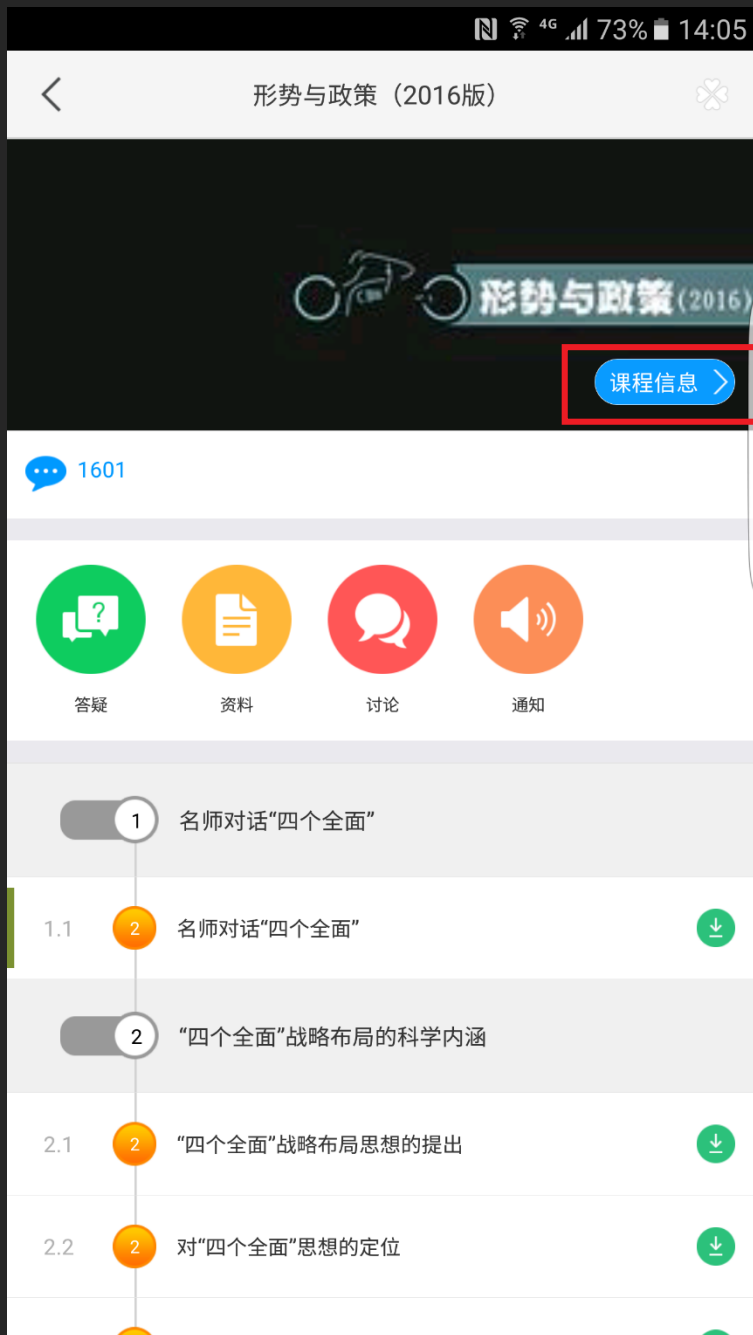 4G 73% 14:05
形势与政策（2016版）
形势与政策(2016)
课程信息
1601
?
答疑 资料 讨论 通知
1 名师对话“四个全面”
1.1 2 名师对话“四个全面”
2 “四个全面”战略布局的科学内涵
2.1 2 “四个全面”战略布局思想的提出
2.2 2 对“四个全面”思想的定位